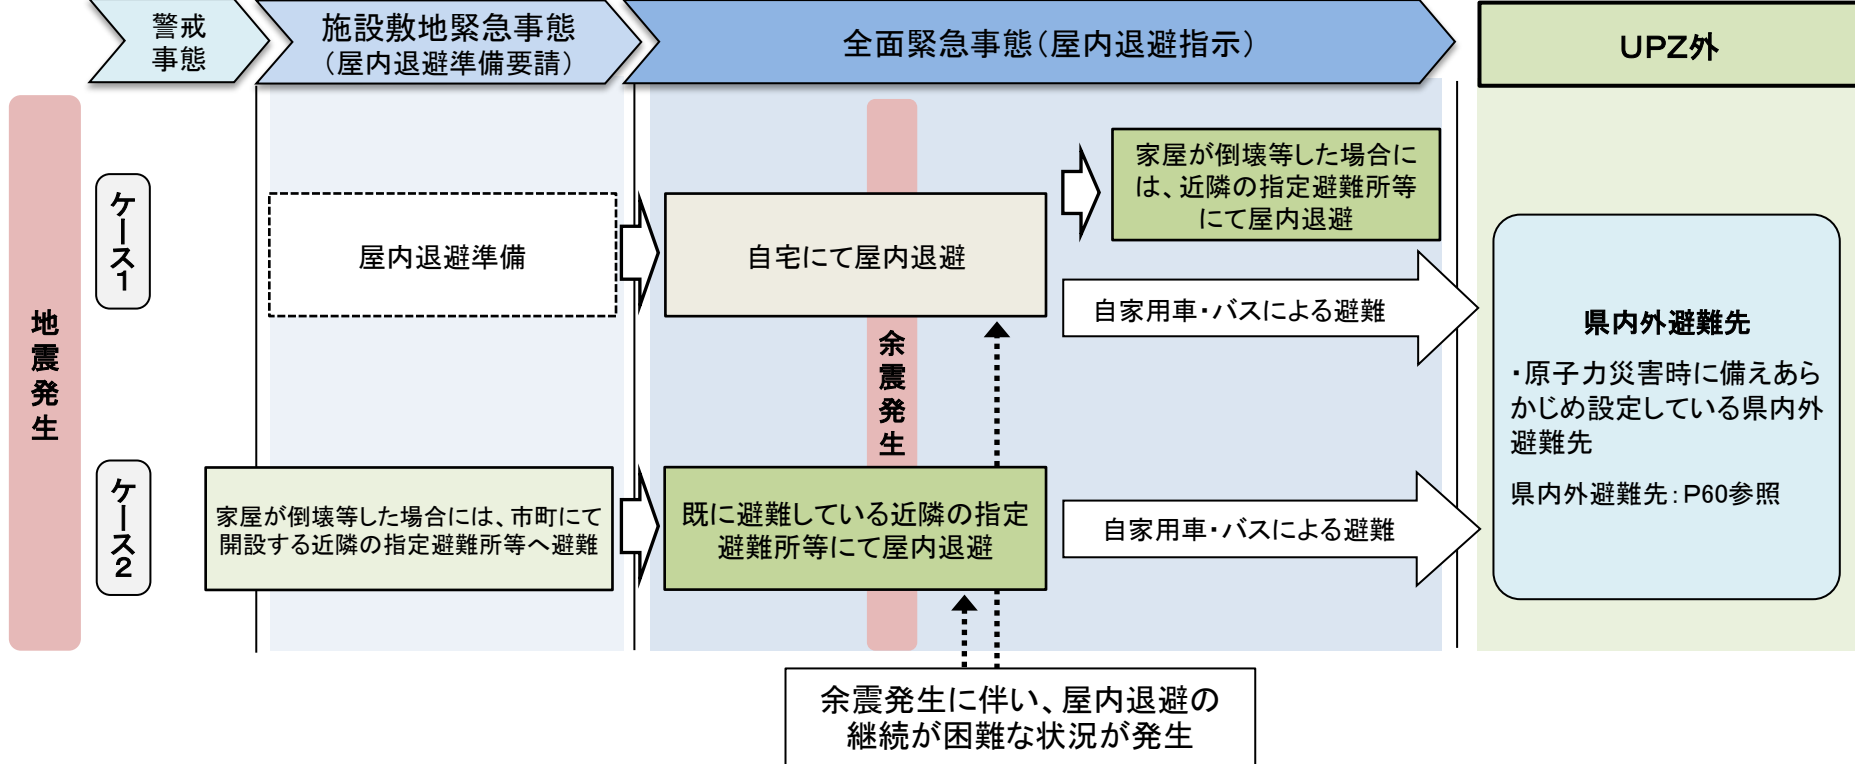 警戒
事態
施設敷地緊急事態
（屋内退避準備要請）
全面緊急事態（屋内退避指示）
UPZ外
地震発生
ケース1
屋内退避準備
自宅にて屋内退避
家屋が倒壊等した場合に
は、近隣の指定避難所等
にて屋内退避
自家用車・バスによる避難
余震発生
県内外避難先
・原子力災害時に備えあら
かじめ設定している県内外
避難先
県内外避難先：P60参照
ケース2
家屋が倒壊等した場合には、市町にて
開設する近隣の指定避難所等へ避難
既に避難している近隣の指定
避難所等にて屋内退避
自家用車・バスによる避難
余震発生に伴い、屋内退避の
継続が困難な状況が発生